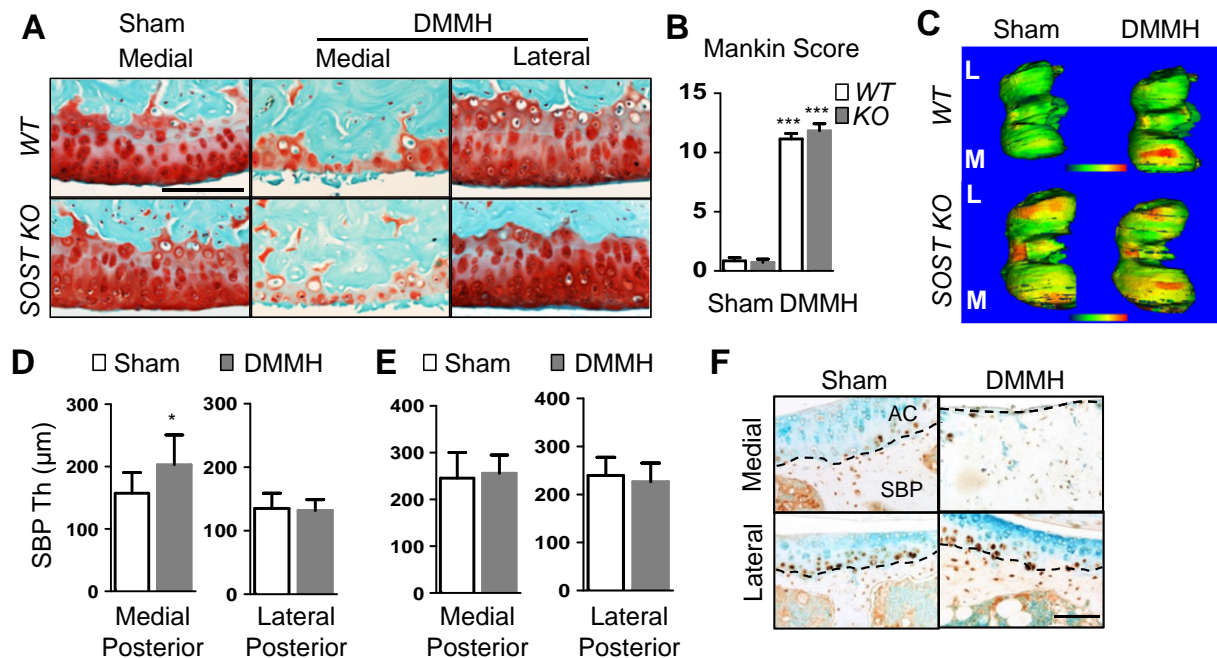 A
Sham
Medial
DMMH
Medial
Lateral
WT
SOST KO
B
Mankin Score
15
10
5
0
WT
KO
***
***
Sham DMMH
C
Sham
DMMH
L
M
WT
L
M
SOST KO
D
Sham
DMMH
SBP Th (μm)
300
200
100
0
*
Medial
Posterior
300
200
100
0
Lateral
Posterior
E
Sham
DMMH
400
300
200
100
0
Medial
Posterior
400
300
200
100
0
Lateral
Posterior
F
Sham
DMMH
Medial
AC
SBP
Lateral